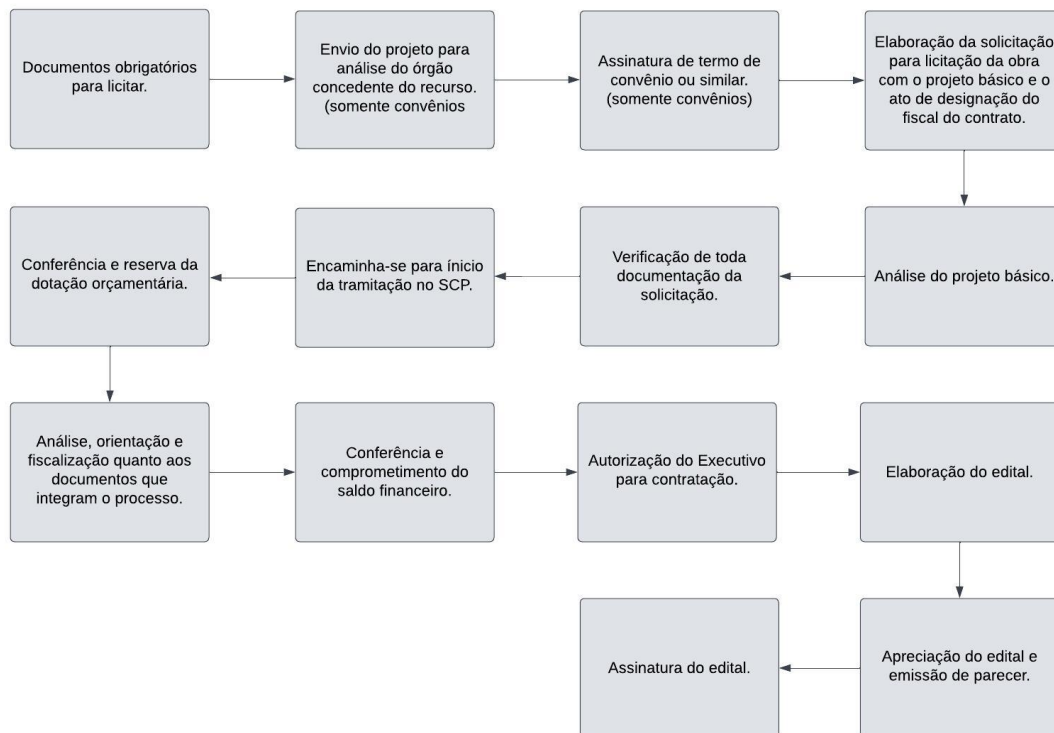 Documentos obrigatórios
para licitar.
Envio do projeto para
análise do órgão
concedente do recurso.
(somente convênios
Assinatura de termo de
convênio ou similar.
(somente convênios)
Elaboração da solicitação
para licitação da obra
com o projeto básico e o
ato de designação do
fiscal do contrato.
Análise do projeto básico.
Verificação de toda
documentação da
solicitação.
Encaminha-se para ínicio
da tramitação no SCP.
Conferência e reserva da
dotação orçamentária.
Análise, orientação e
fiscalização quanto aos
documentos que
integram o processo.
Conferência e
comprometimento do
saldo financeiro.
Autorização do Executivo
para contratação.
Elaboração do edital.
Apreciação do edital e
emissão de parecer.
Assinatura do edital.